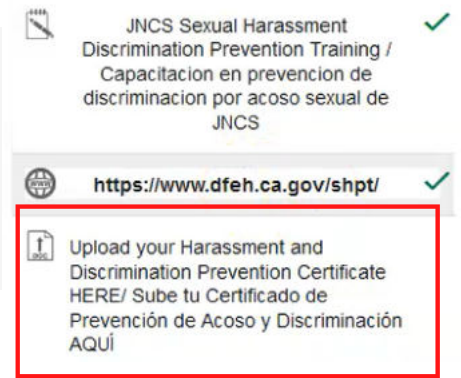 JNCS Sexual Harassment
Discrimination Prevention Training /
Capacitacion en prevencion de
discriminacion por acoso sexual de
JNCS
www
https://www.dfeh.ca.gov/shpt/
DOC
Upload your Harassment and
Discrimination Prevention Certificate
HERE/ Sube tu Certificado de
Prevención de Acoso y Discriminación
AQUÍ